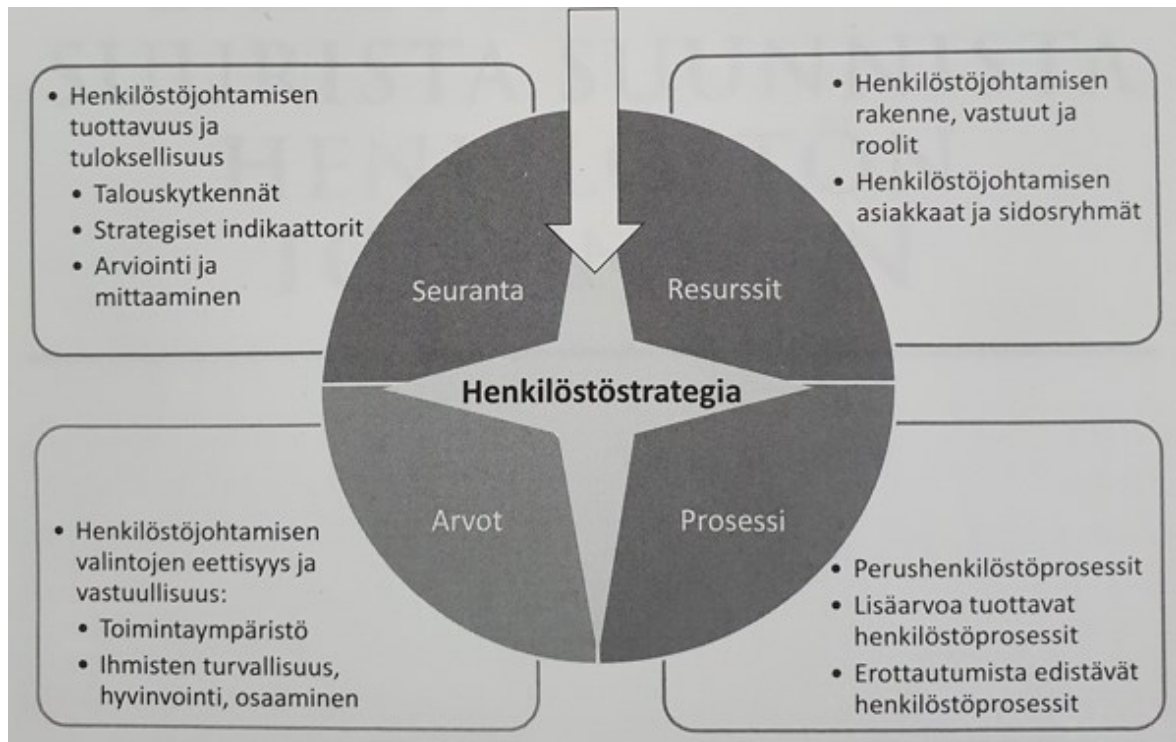 • Henkilöstöjohtamisen
tuottavuus ja
tuloksellisuus
• Talouskytkennät
• Strategiset indikaattorit
• Arviointi ja
mittaaminen
• Henkilöstöjohtamisen
rakenne, vastuut ja
roolit
• Henkilöstöjohtamisen
asiakkaat ja sidosryhmät
Seuranta
Resurssit
Henkilöstöstrategia
Arvot
Prosessi
• Henkilöstöjohtamisen
valintojen eettisyys ja
vastuullisuus:
• Toimintaympäristö
• Ihmisten turvallisuus,
hyvinvointi, osaaminen
• Perushenkilöstöprosessit
• Lisäarvoa tuottavat
henkilöstöprosessit
• Erottautumista edistävät
henkilöstöprosessit